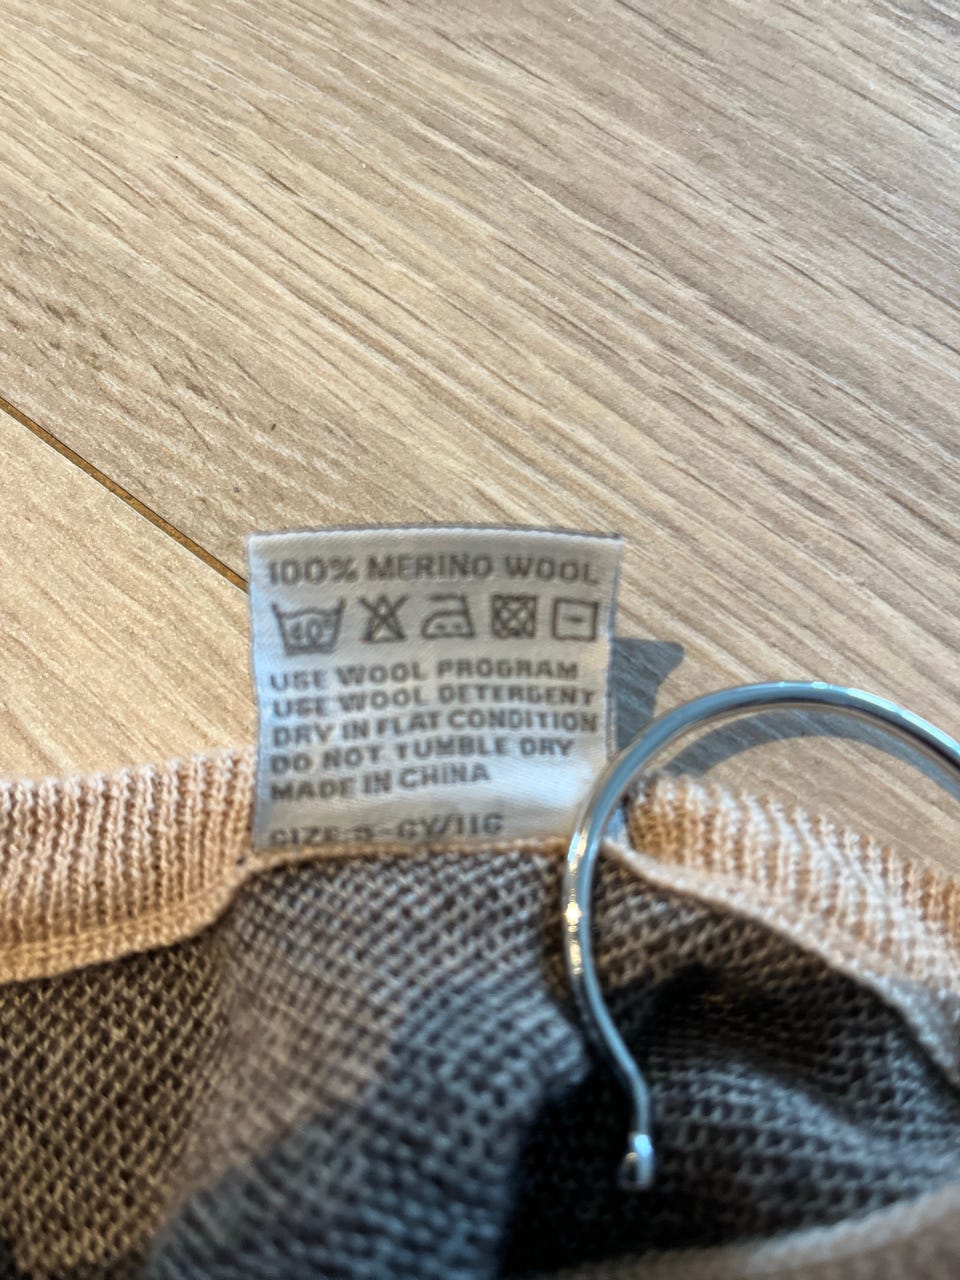 100% MERINO WOOL
40°
USE WOOL PROGRAM
USE WOOL DETERGENT
DRY IN FLAT CONDITION
DO NOT TUMBLE DRY
MADE IN CHINA
SIZE:5-6Y/116